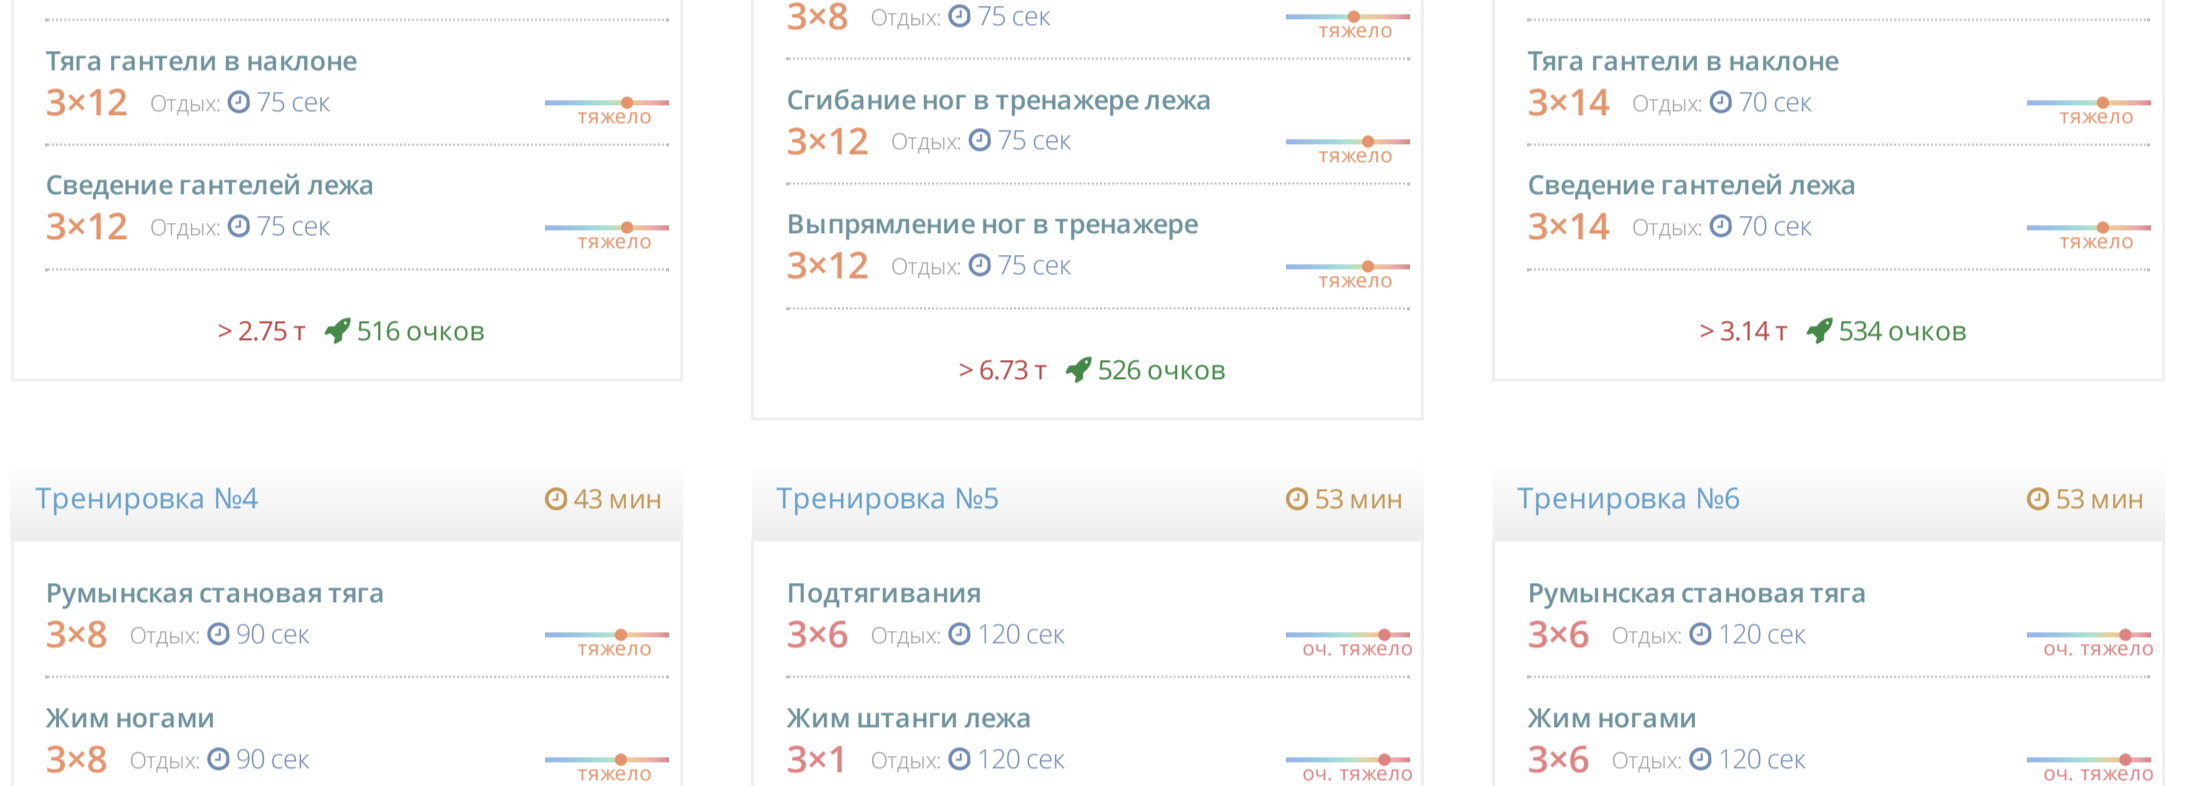 Тяга гантели в наклоне
3×12 Отдых: 75 сек
тяжело
Сведение гантелей лежа
3×12 Отдых: 75 сек
тяжело
> 2.75 т 516 очков
3×8 Отдых: 75 сек
тяжело
Сгибание ног в тренажере лежа
3×12 Отдых: 75 сек
тяжело
Выпрямление ног в тренажере
3×12 Отдых: 75 сек
тяжело
> 6.73 т 526 очков
Тяга гантели в наклоне
3×14 Отдых: 70 сек
тяжело
Сведение гантелей лежа
3×14 Отдых: 70 сек
тяжело
> 3.14 т 534 очков
Тренировка №4 43 мин
Румынская становая тяга
3×8 Отдых: 90 сек
тяжело
Жим ногами
3×8 Отдых: 90 сек
тяжело
Тренировка №5 53 мин
Подтягивания
3×6 Отдых: 120 сек
оч. тяжело
Жим штанги лежа
3×1 Отдых: 120 сек
оч. тяжело
Тренировка №6 53 мин
Румынская становая тяга
3×6 Отдых: 120 сек
оч. тяжело
Жим ногами
3×6 Отдых: 120 сек
оч. тяжело